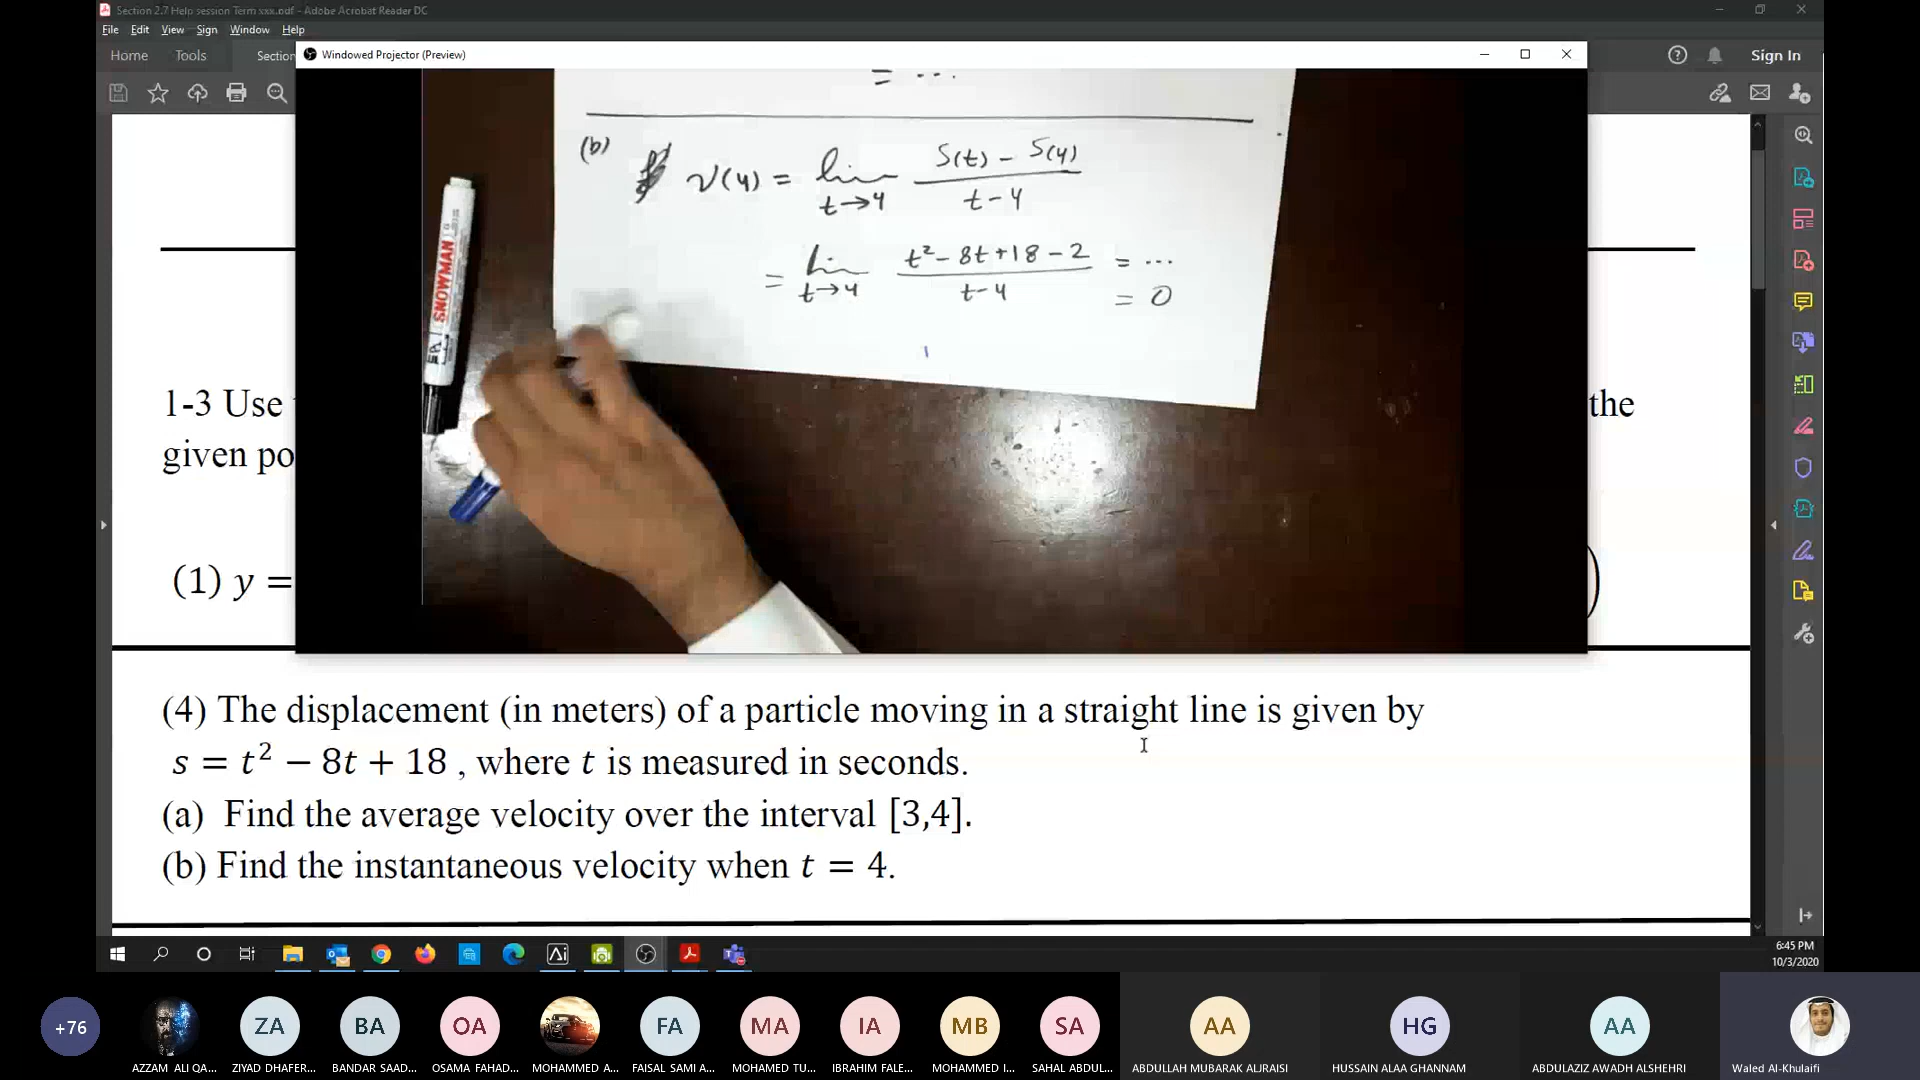 Section 2.7 Help session Term xxx.pdf - Adobe Acrobat Reader DC
File Edit View Sign Window Help
Home Tools Section Sign In
Windowed Projector (Preview)
= ...
(b) v(4) = lim t→4 S(t) - S(4) / t-4
= lim t→4 t² - 8t + 18 - 2 / t-4 = ...
= 0
SNOWMAN
1-3 Use the
given po
(1) y =
(4) The displacement (in meters) of a particle moving in a straight line is given by
s = t² − 8t + 18 , where t is measured in seconds.
(a) Find the average velocity over the interval [3,4].
(b) Find the instantaneous velocity when t = 4.
6:45 PM
10/3/2020
+76 ZA BA OA FA MA IA MB SA AA HG AA
AZZAM ALI QA... ZIYAD DHAFER... BANDAR SAAD... OSAMA FAHAD... MOHAMMED A... FAISAL SAMI A... MOHAMED TU... IBRAHIM FALE... MOHAMMED I... SAHAL ABDUL... ABDULLAH MUBARAK ALJRAISI HUSSAIN ALAA GHANNAM ABDULAZIZ AWADH ALSHEHRI Waled Al-Khulaifi